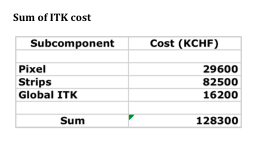 Sum of ITK cost
Subcomponent Cost (KCHF)
Pixel 29600
Strips 82500
Global ITK 16200
Sum 128300